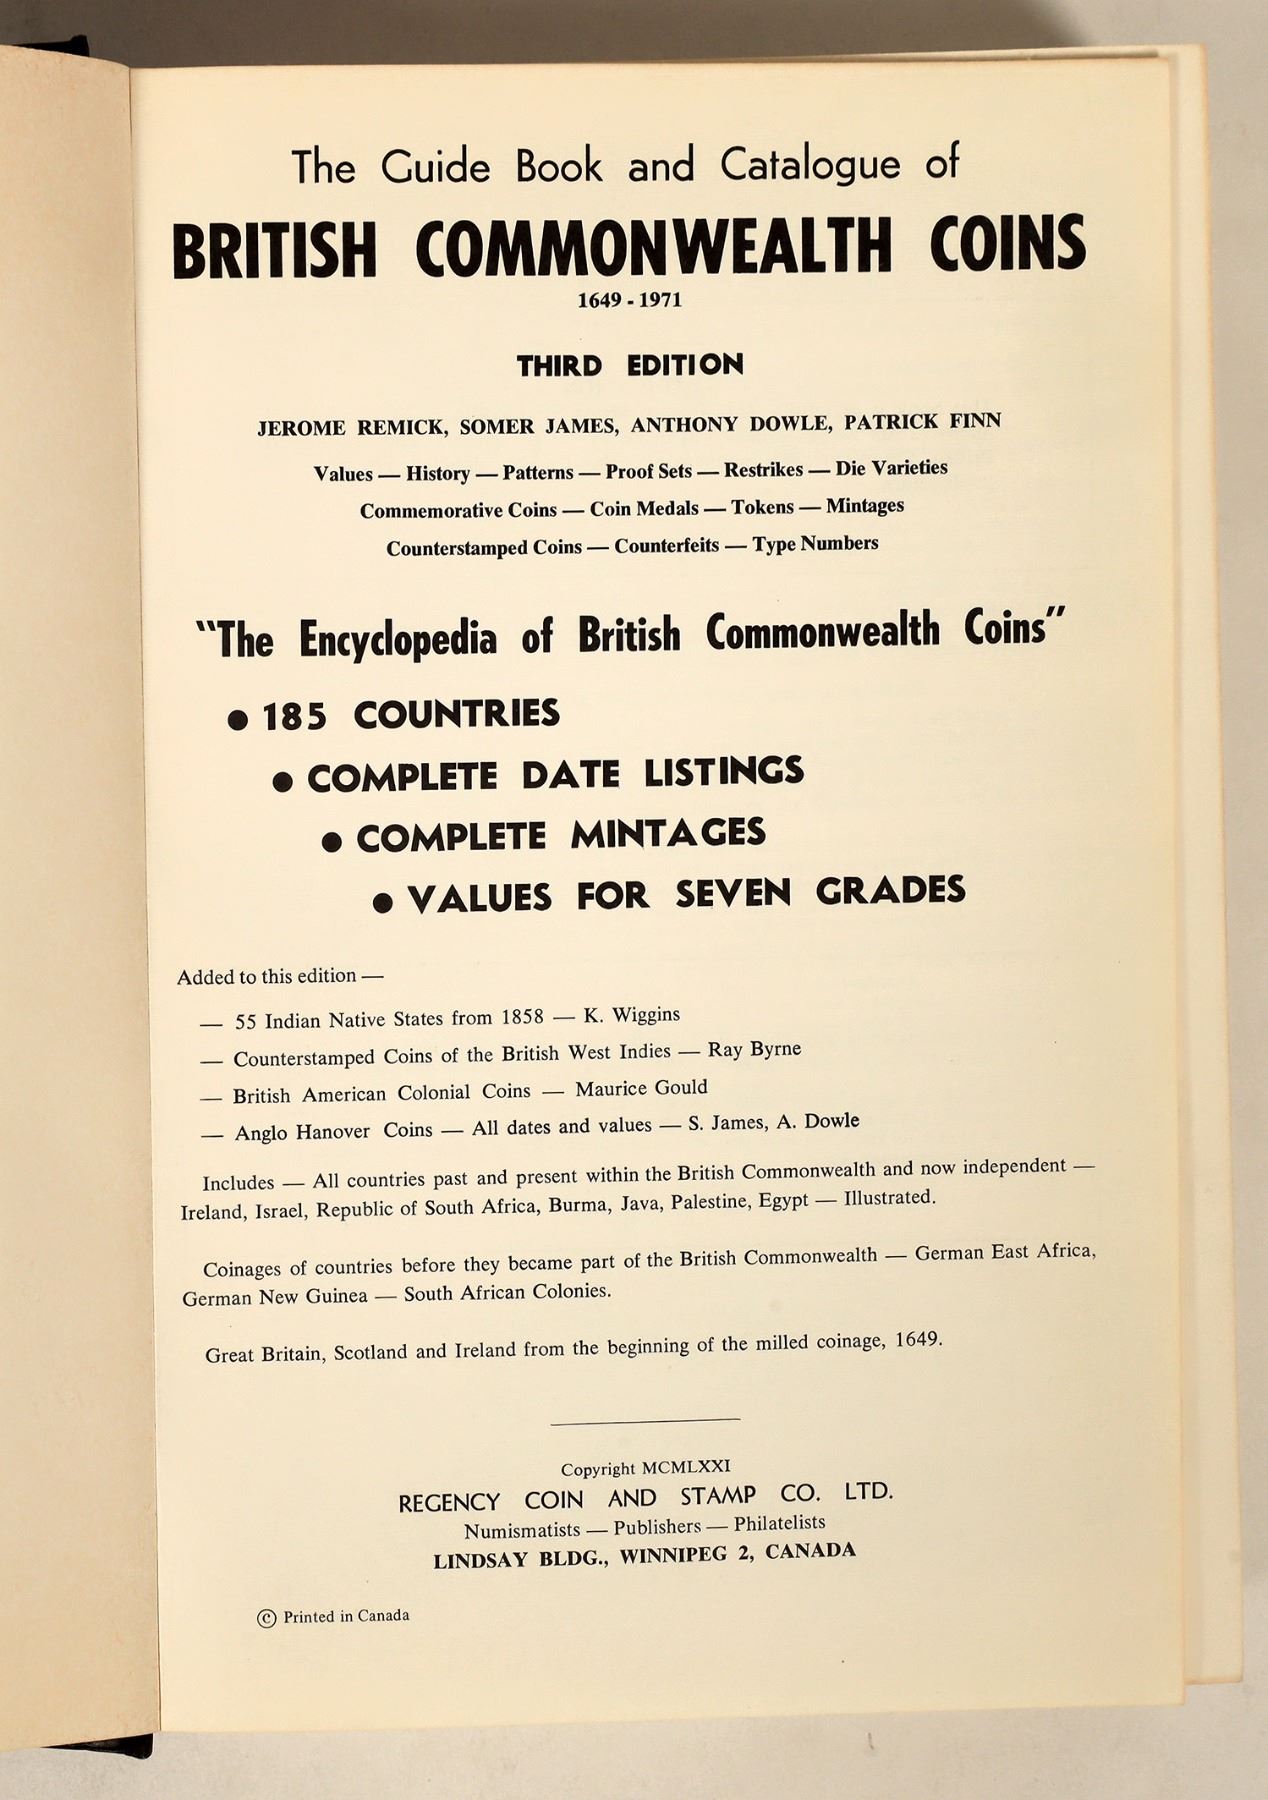 The Guide Book and Catalogue of
BRITISH COMMONWEALTH COINS
1649 - 1971
THIRD EDITION
JEROME REMICK, SOMER JAMES, ANTHONY DOWLE, PATRICK FINN
Values — History — Patterns — Proof Sets — Restrikes — Die Varieties
Commemorative Coins — Coin Medals — Tokens — Mintages
Counterstamped Coins — Counterfeits — Type Numbers
"The Encyclopedia of British Commonwealth Coins"
● 185 COUNTRIES
● COMPLETE DATE LISTINGS
● COMPLETE MINTAGES
● VALUES FOR SEVEN GRADES
Added to this edition —
— 55 Indian Native States from 1858 — K. Wiggins
— Counterstamped Coins of the British West Indies — Ray Byrne
— British American Colonial Coins — Maurice Gould
— Anglo Hanover Coins — All dates and values — S. James, A. Dowle
Includes — All countries past and present within the British Commonwealth and now independent —
Ireland, Israel, Republic of South Africa, Burma, Java, Palestine, Egypt — Illustrated.
Coinages of countries before they became part of the British Commonwealth — German East Africa,
German New Guinea — South African Colonies.
Great Britain, Scotland and Ireland from the beginning of the milled coinage, 1649.
Copyright MCMLXXI
REGENCY COIN AND STAMP CO. LTD.
Numismatists — Publishers — Philatelists
LINDSAY BLDG., WINNIPEG 2, CANADA
© Printed in Canada